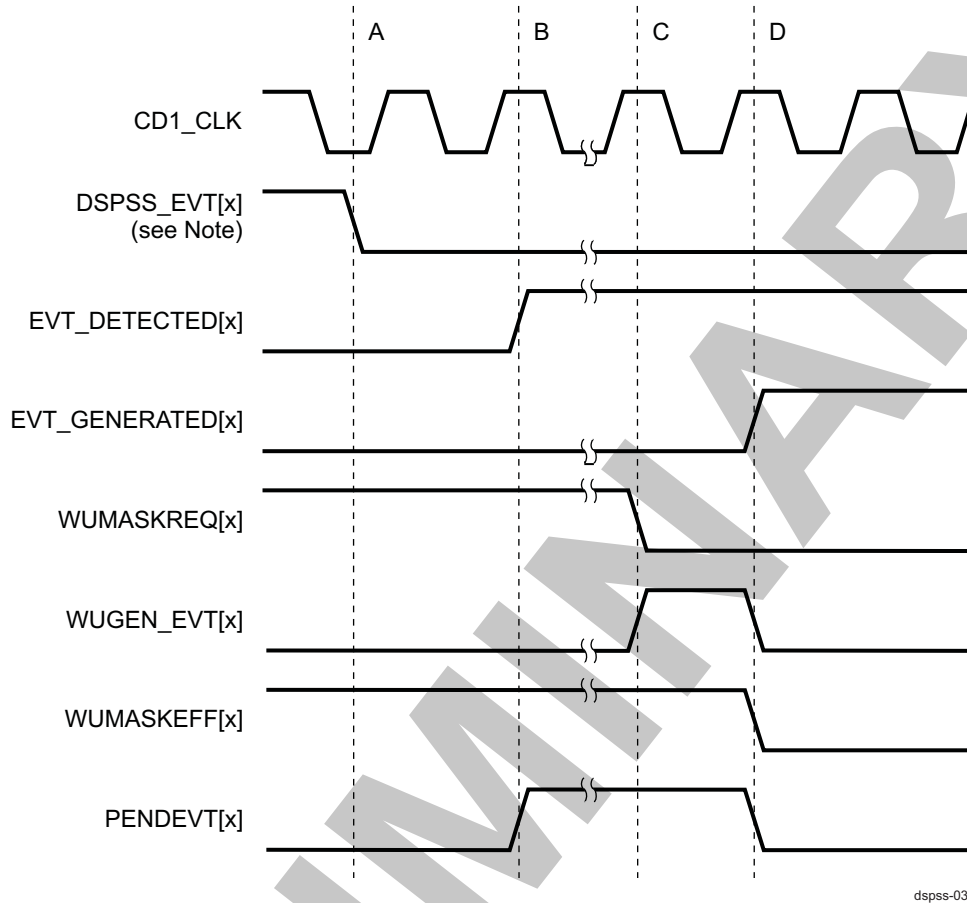 A B C D
CD1_CLK
DSPSS_EVT[x]
(see Note)
EVT_DETECTED[x]
EVT_GENERATED[x]
WUMASKREQ[x]
WUGEN_EVT[x]
WUMASKEFF[x]
PENDEVT[x]
dspss-03